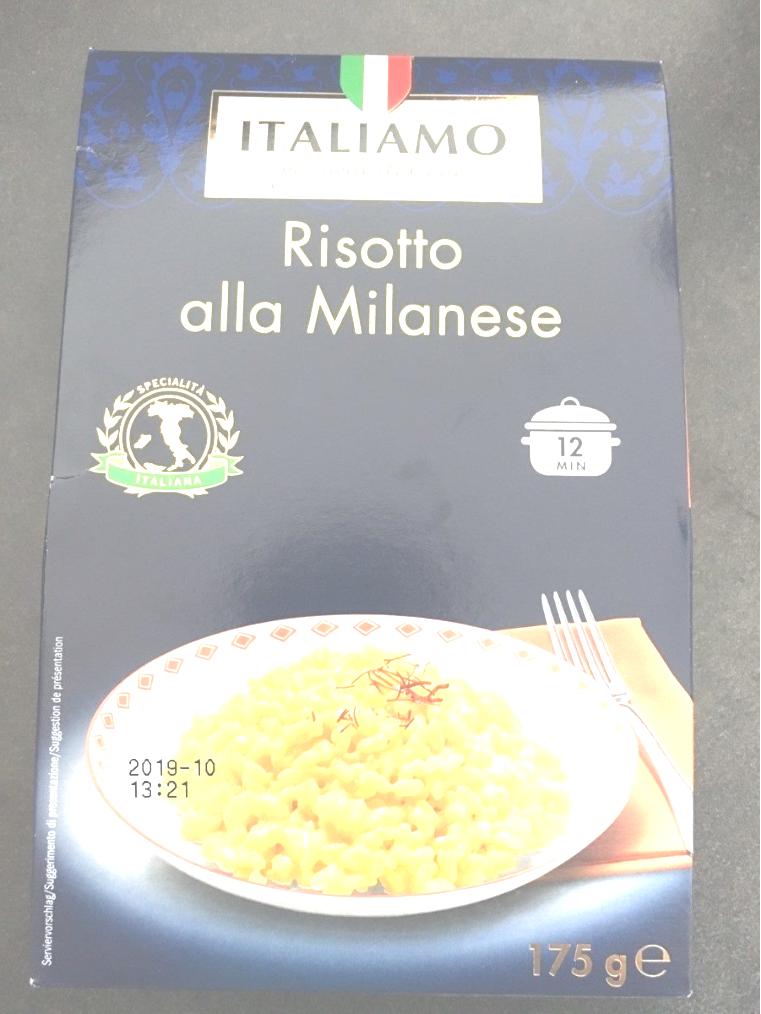 ITALIAMO
Risotto
alla Milanese
SPECIALITÀ
ITALIANA
12
MIN
Serviervorschlag/Suggerimento di presentazione/Suggestion de présentation
2019-10
13:21
175 g e